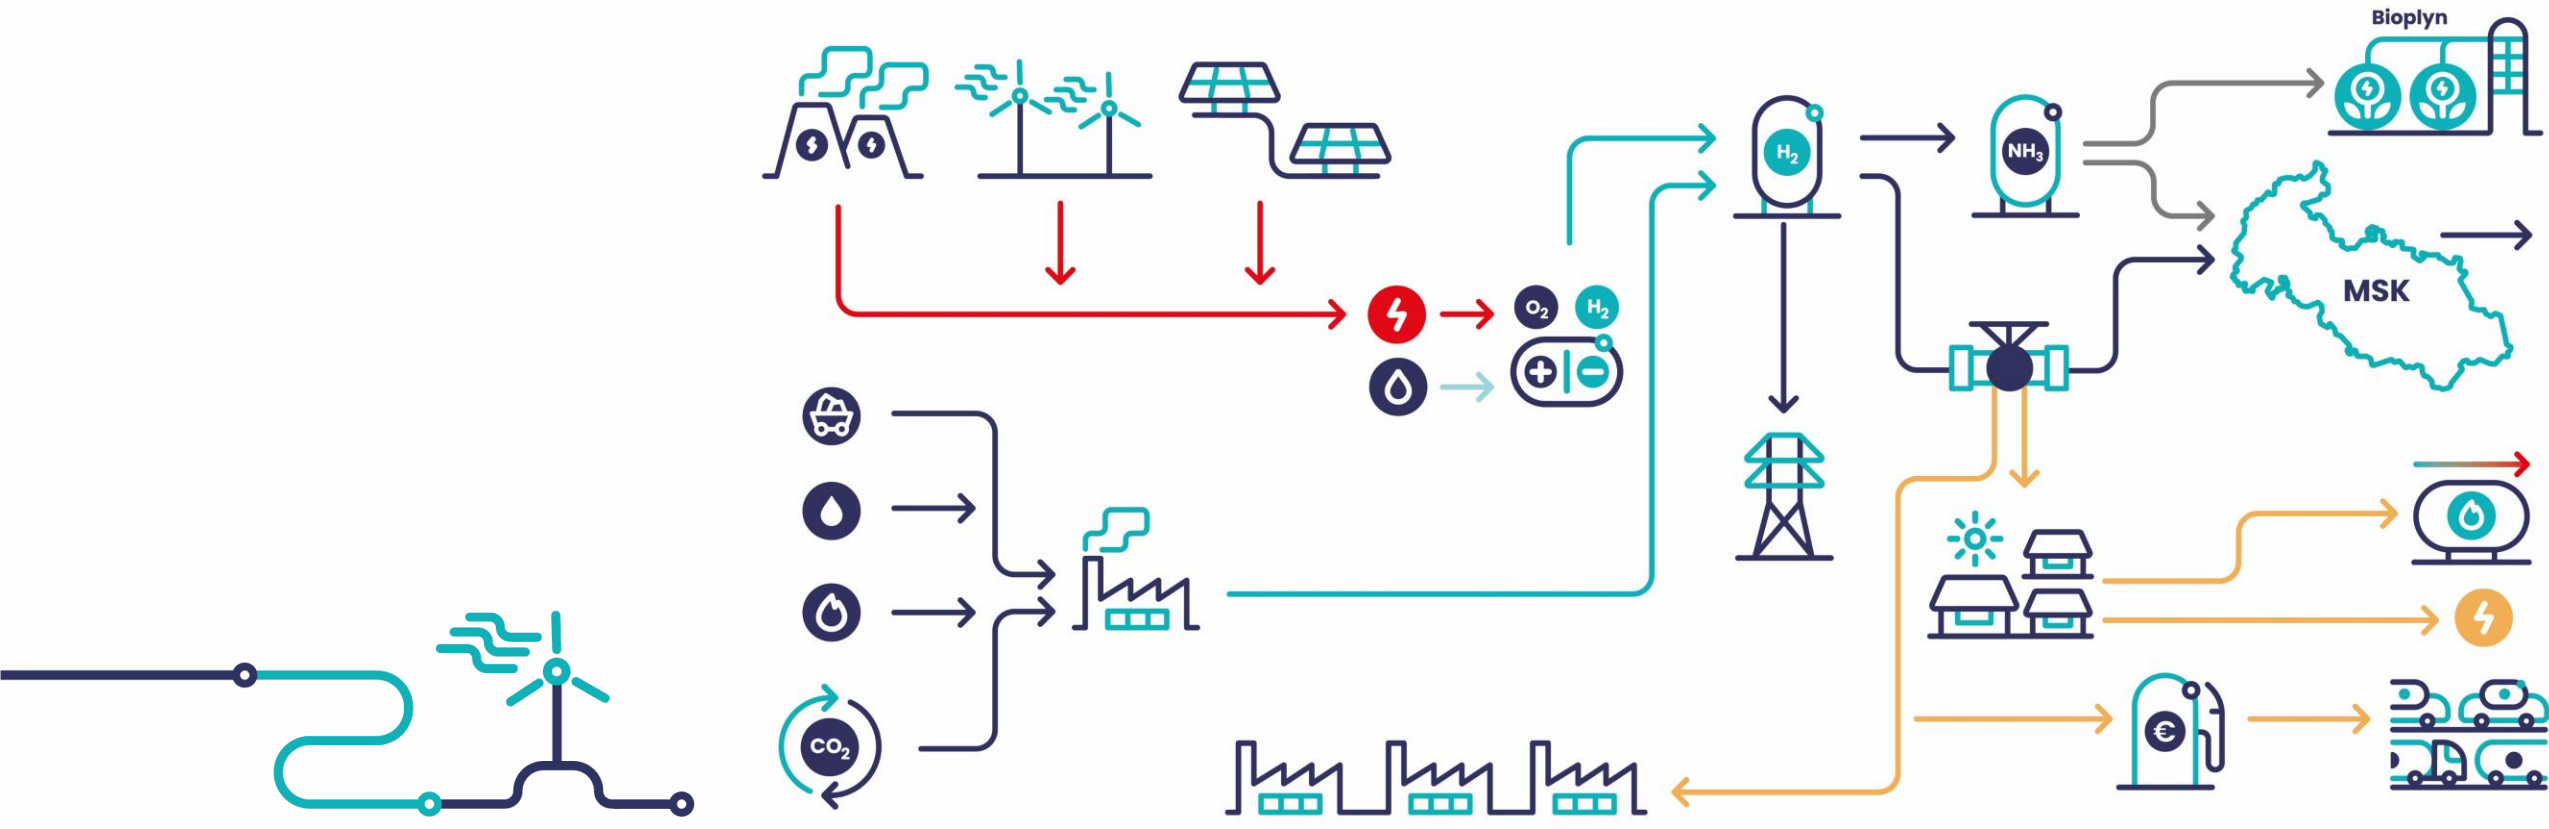 Bioplyn
H₂
NH₃
MSK
O₂
H₂
CO₂
€